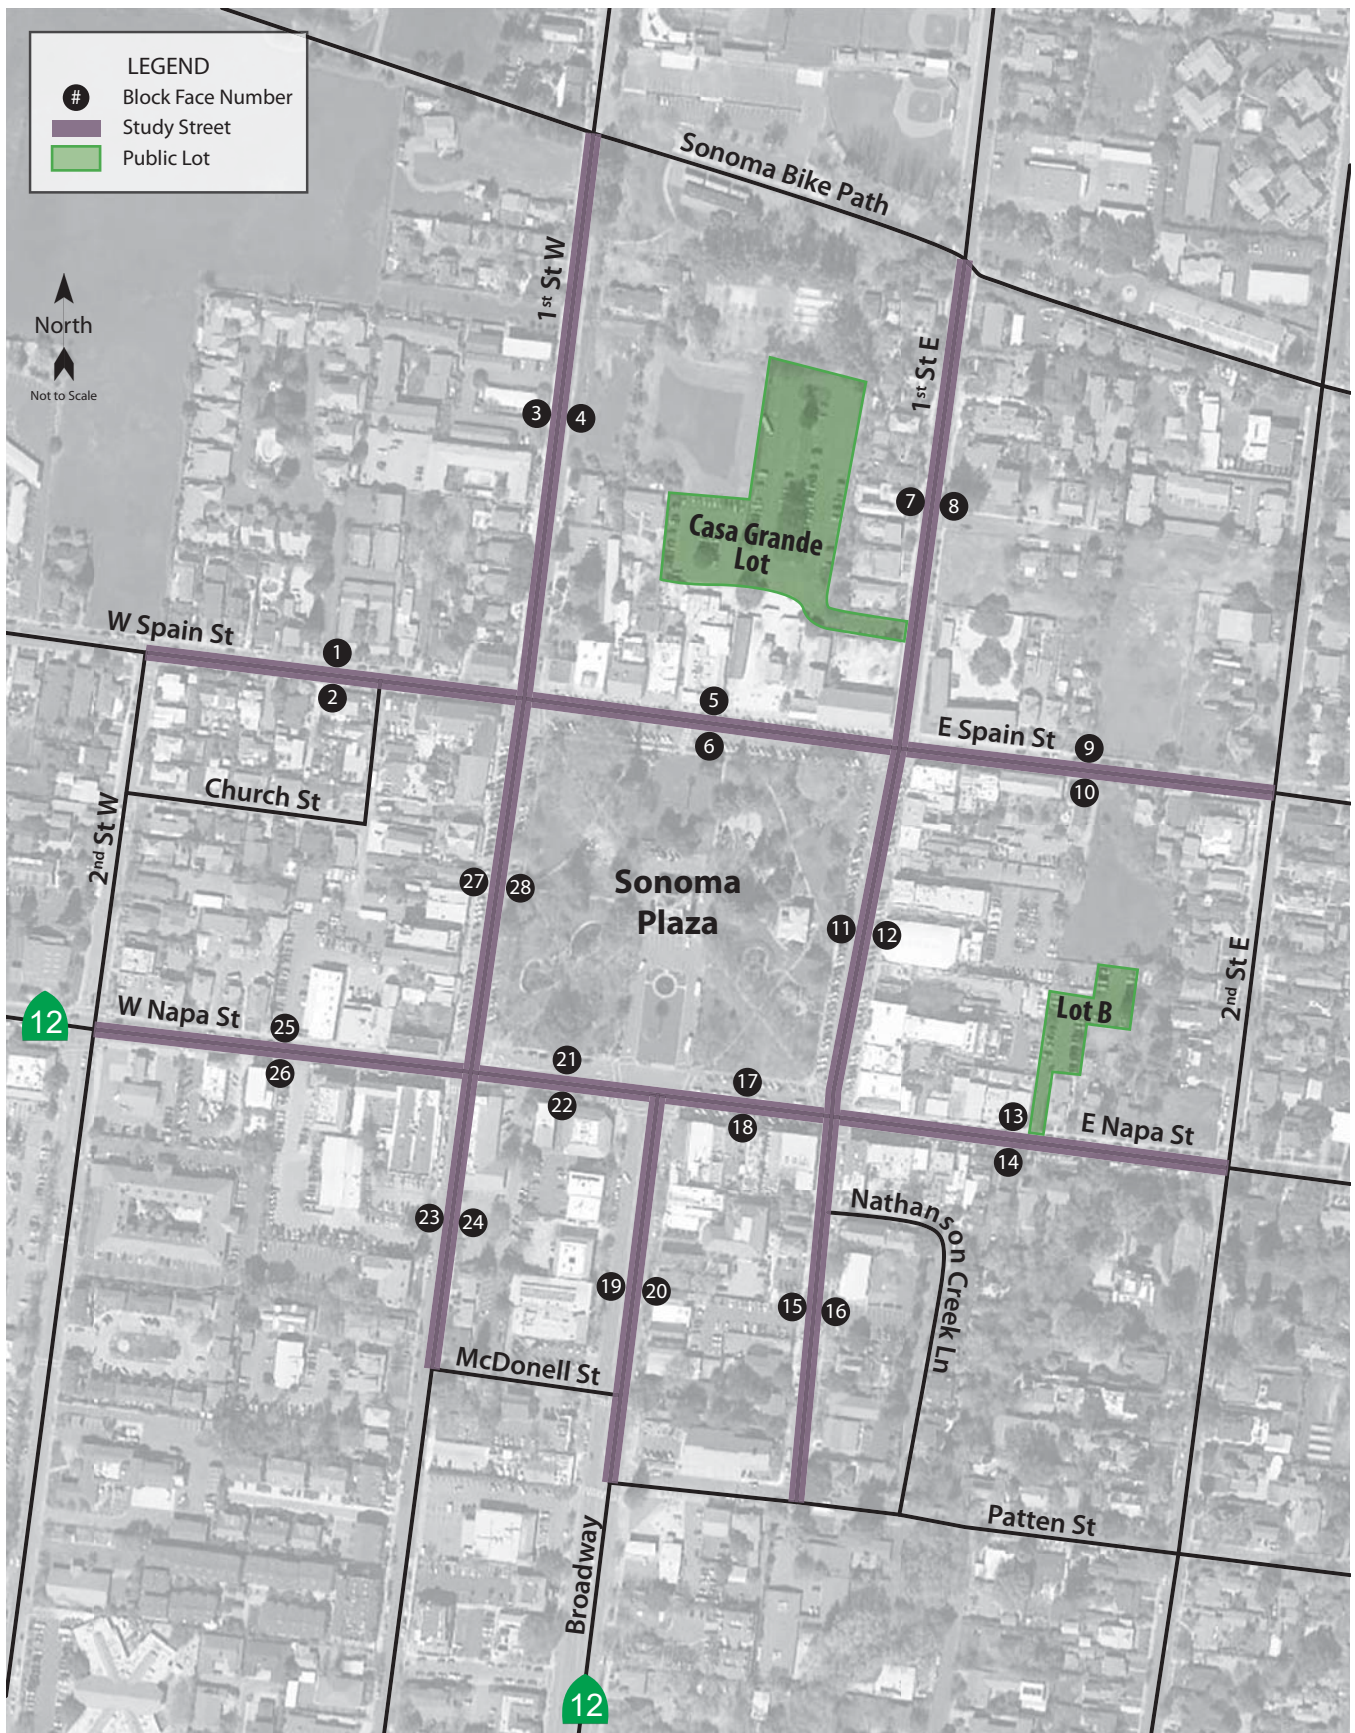 LEGEND
# Block Face Number
Study Street
Public Lot
Sonoma Bike Path
1st St W
North
Not to Scale
1st St E
3
4
7
8
Casa Grande
Lot
W Spain St
1
2
5
6
E Spain St
9
10
Church St
2nd St W
27
28
Sonoma
Plaza
11
12
2nd St E
Lot B
12
W Napa St
25
26
21
22
17
18
13
14
E Napa St
Nathanson Creek Ln
23
24
19
20
15
16
McDonell St
Patten St
Broadway
12